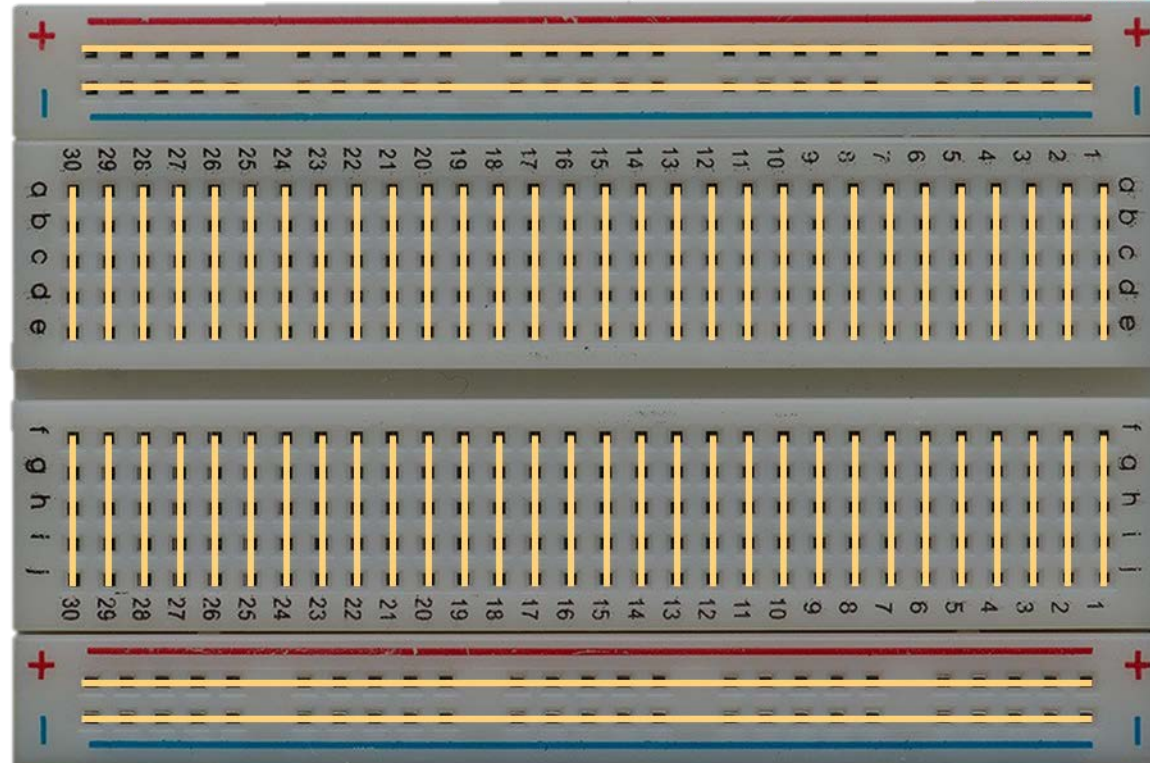 + +
− −
30 29 28 27 26 25 24 23 22 21 20 19 18 17 16 15 14 13 12 11 10 9 8 7 6 5 4 3 2 1
a a
b b
c c
d d
e e
f f
g g
h h
i i
j j
30 29 28 27 26 25 24 23 22 21 20 19 18 17 16 15 14 13 12 11 10 9 8 7 6 5 4 3 2 1
+ +
− −